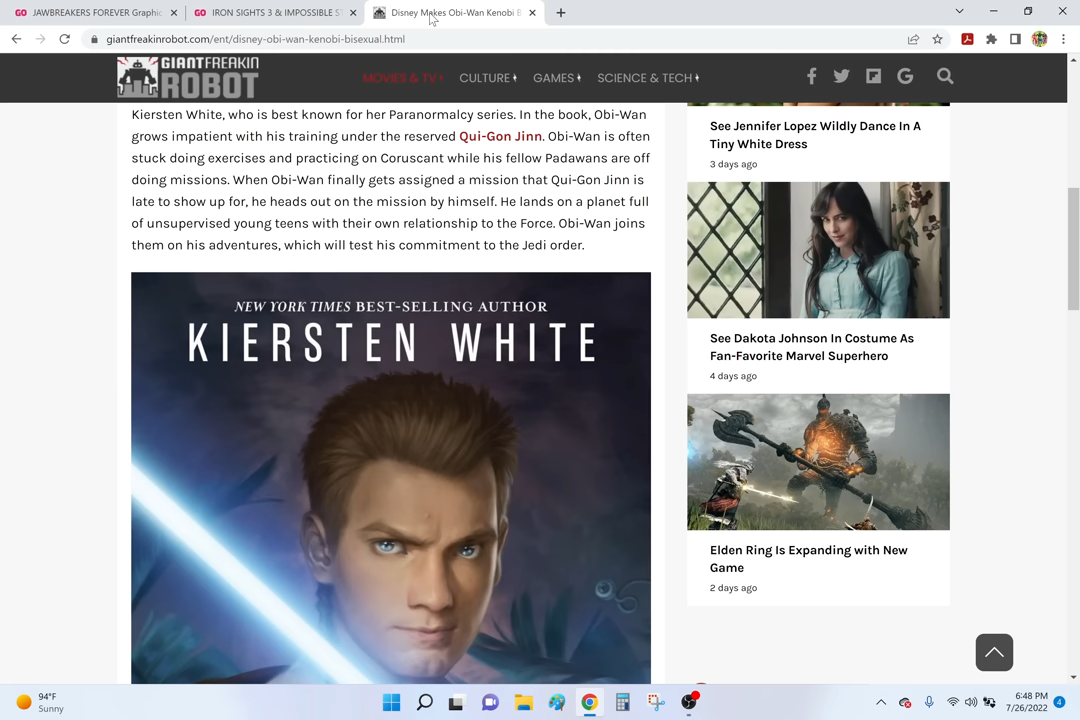 JAWBREAKERS FOREVER Graphic
IRON SIGHTS 3 & IMPOSSIBLE ST
Disney Makes Obi-Wan Kenobi B
giantfreakinrobot.com/ent/disney-obi-wan-kenobi-bisexual.html
GIANTFREAKIN
ROBOT
MOVIES & TV
CULTURE
GAMES
SCIENCE & TECH
Kiersten White, who is best known for her Paranormalcy series. In the book, Obi-Wan
grows impatient with his training under the reserved Qui-Gon Jinn. Obi-Wan is often
stuck doing exercises and practicing on Coruscant while his fellow Padawans are off
doing missions. When Obi-Wan finally gets assigned a mission that Qui-Gon Jinn is
late to show up for, he heads out on the mission by himself. He lands on a planet full
of unsupervised young teens with their own relationship to the Force. Obi-Wan joins
them on his adventures, which will test his commitment to the Jedi order.
NEW YORK TIMES BEST-SELLING AUTHOR
KIERSTEN WHITE
See Jennifer Lopez Wildly Dance In A
Tiny White Dress
3 days ago
See Dakota Johnson In Costume As
Fan-Favorite Marvel Superhero
4 days ago
Elden Ring Is Expanding with New
Game
2 days ago
94°F
Sunny
6:48 PM
7/26/2022
4